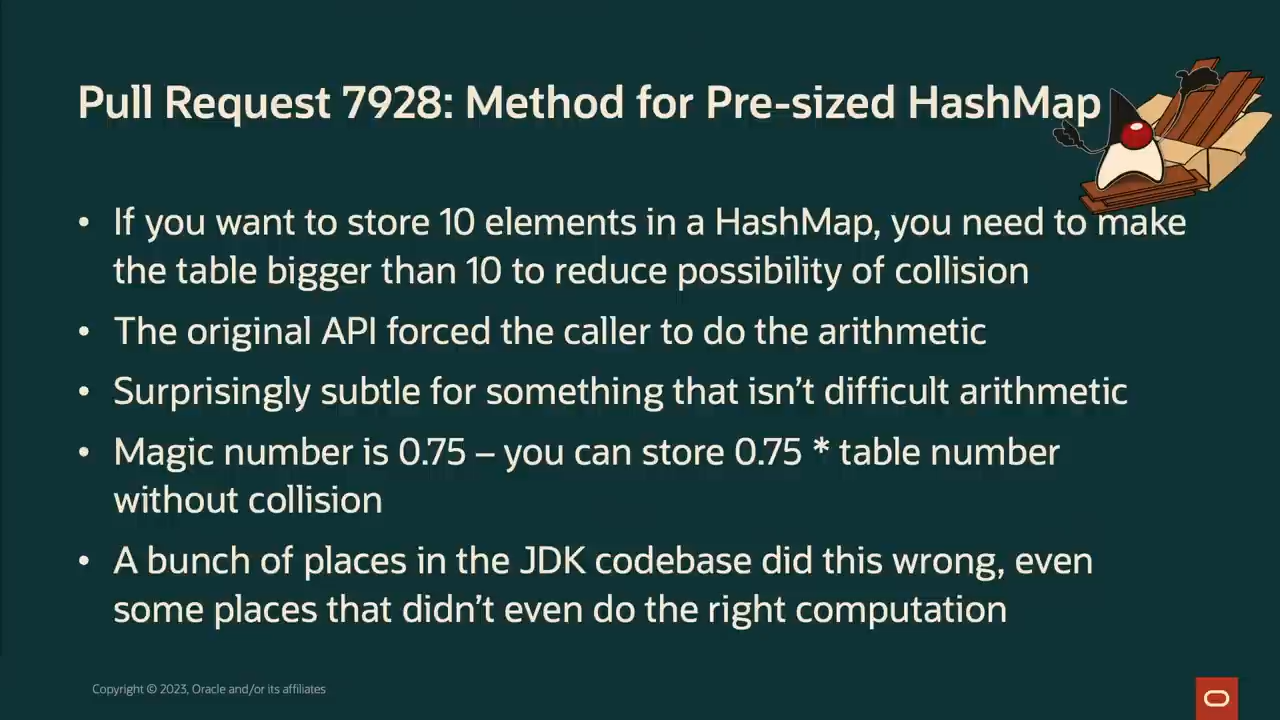 Pull Request 7928: Method for Pre-sized HashMap
• If you want to store 10 elements in a HashMap, you need to make
the table bigger than 10 to reduce possibility of collision
• The original API forced the caller to do the arithmetic
• Surprisingly subtle for something that isn’t difficult arithmetic
• Magic number is 0.75 – you can store 0.75 * table number
without collision
• A bunch of places in the JDK codebase did this wrong, even
some places that didn’t even do the right computation
Copyright © 2023, Oracle and/or its affiliates